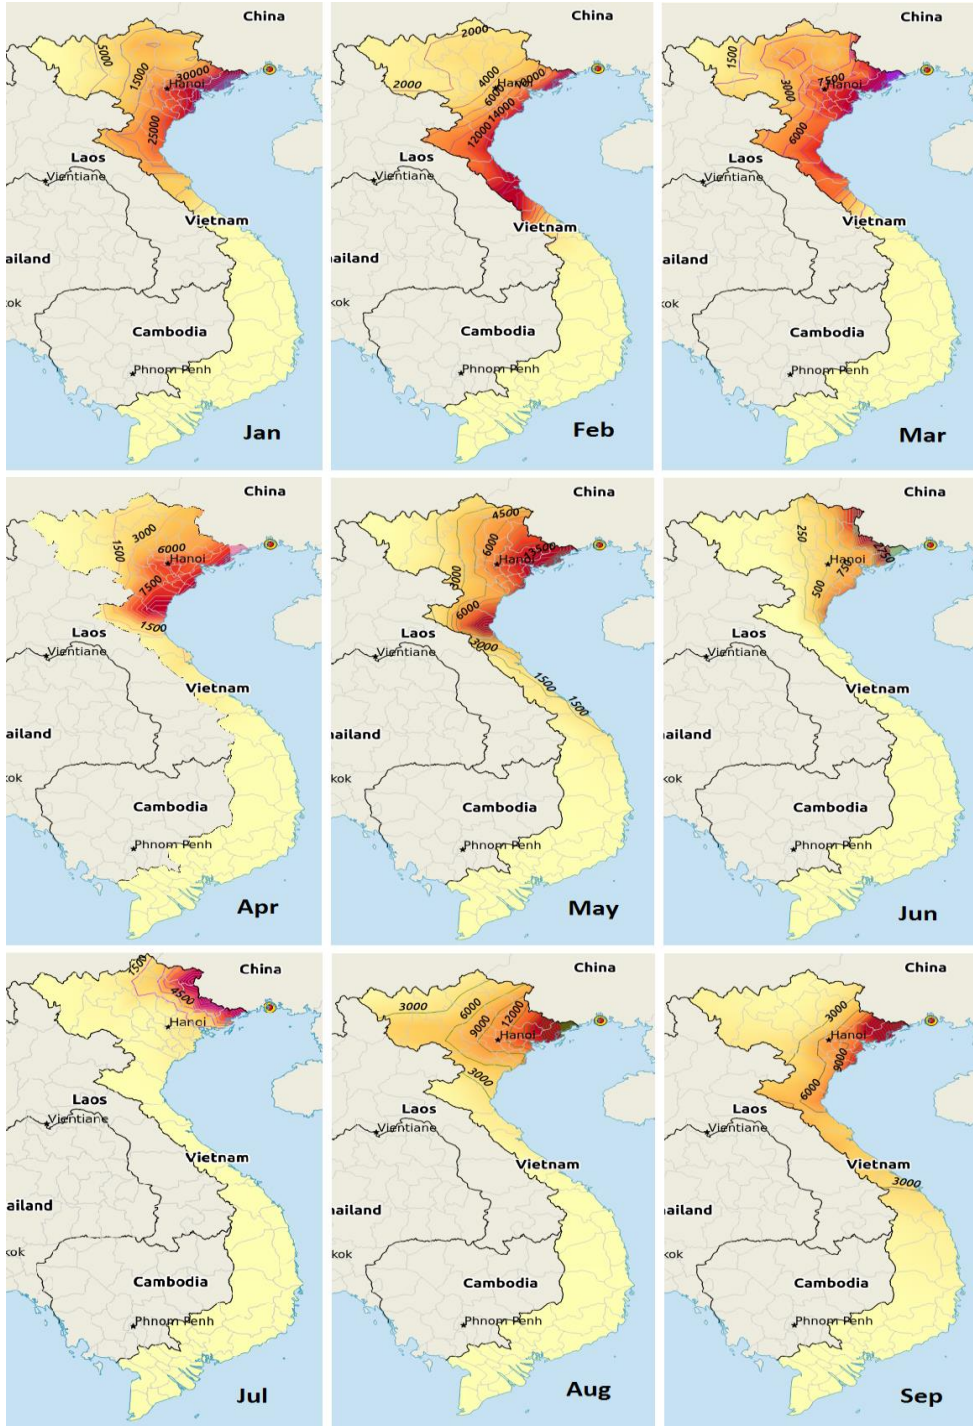 China
5000
15000
30000
Hanoi
25000
Laos
Vientiane
Vietnam
ailand
kok
Cambodia
Phnom Penh
Jan
China
2000
2000
4000
Hanoi
14000
12000
Laos
Vientiane
Vietnam
ailand
kok
Cambodia
Phnom Penh
Feb
China
1500
7500
Hanoi
3000
6000
Laos
Vientiane
Vietnam
ailand
kok
Cambodia
Phnom Penh
Mar
China
3000
1500
6000
Hanoi
7500
1500
Laos
Vientiane
Vietnam
ailand
kok
Cambodia
Phnom Penh
Apr
China
4500
6000
13500
Hanoi
3000
6000
3000
Laos
Vientiane
1500
1500
Vietnam
ailand
kok
Cambodia
Phnom Penh
May
China
250
Hanoi
500
Laos
Vientiane
Vietnam
ailand
kok
Cambodia
Phnom Penh
Jun
China
1500
4500
Hanoi
Laos
Vientiane
Vietnam
ailand
kok
Cambodia
Phnom Penh
Jul
China
3000
6000
9000
12000
Hanoi
3000
Laos
Vientiane
Vietnam
ailand
kok
Cambodia
Phnom Penh
Aug
China
3000
Hanoi
9000
6000
Laos
Vientiane
Vietnam
3000
ailand
kok
Cambodia
Phnom Penh
Sep